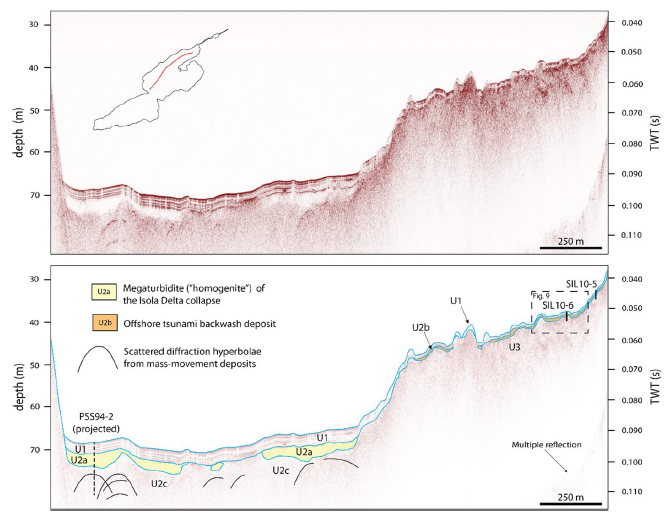 30
40
50
60
70
depth (m)
0.040
0.050
0.060
0.070
0.080
0.090
0.100
0.110
TWT (s)
250 m
30
40
50
60
70
depth (m)
U2a
Megaturbidite ("homogenite") of
the Isola Delta collapse
U2b
Offshore tsunami backwash deposit
Scattered diffraction hyperbolae
from mass-movement deposits
PSS94-2
(projected)
U1
U2a
U2c
U1
U2a
U2c
U2b
U1
U3
Fig. 9
SIL10-6
SIL10-5
Multiple reflection
250 m
0.040
0.050
0.060
0.070
0.080
0.090
0.100
0.110
TWT (s)